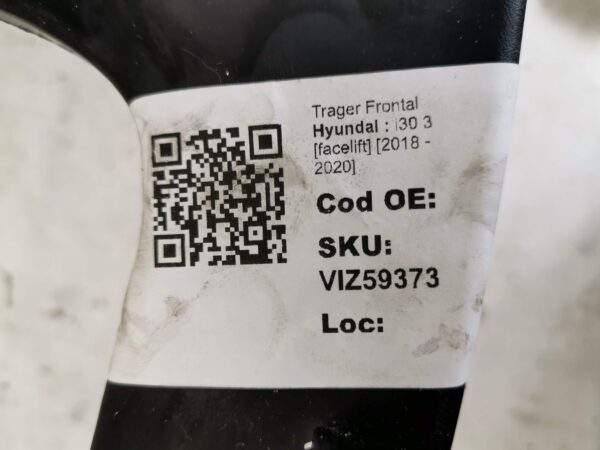 Trager Frontal
Hyundai : i30 3
[facelift] [2018 -
2020]
Cod OE:
SKU:
VIZ59373
Loc: